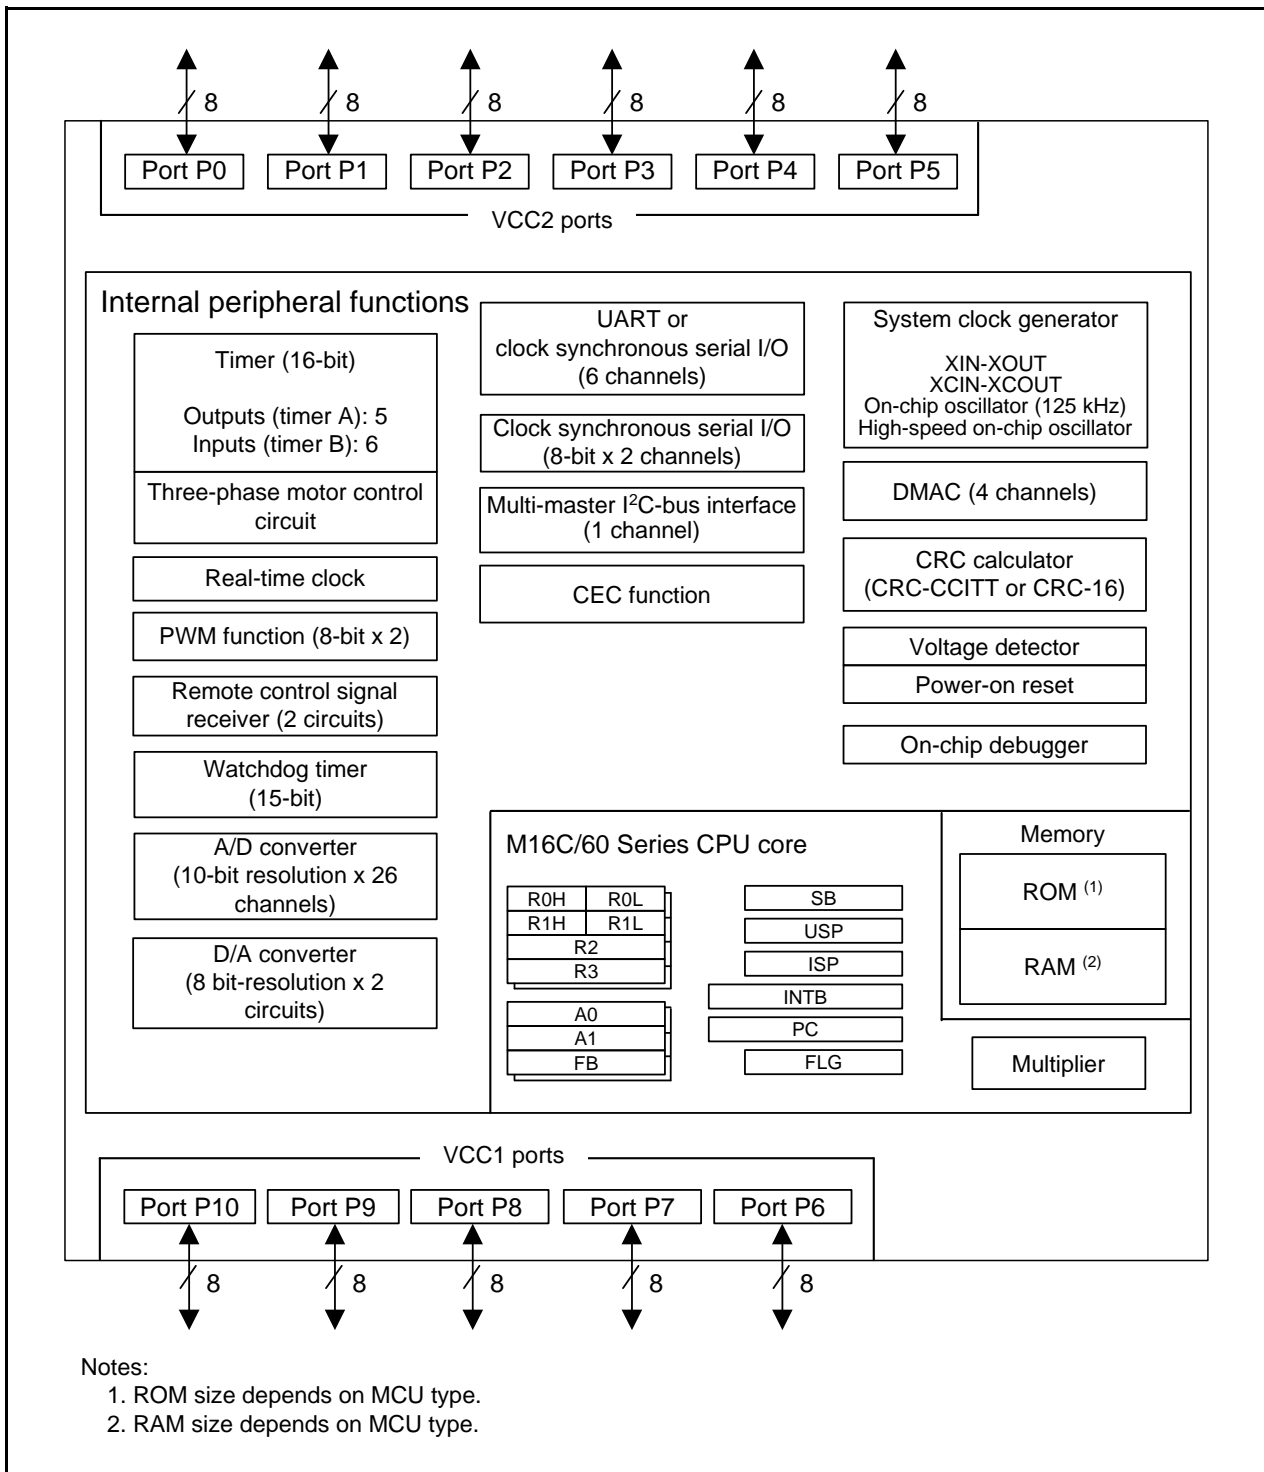 8 8 8 8 8 8
Port P0 Port P1 Port P2 Port P3 Port P4 Port P5
VCC2 ports
Internal peripheral functions
Timer (16-bit)
Outputs (timer A): 5
Inputs (timer B): 6
Three-phase motor control
circuit
Real-time clock
PWM function (8-bit x 2)
Remote control signal
receiver (2 circuits)
Watchdog timer
(15-bit)
A/D converter
(10-bit resolution x 26
channels)
D/A converter
(8 bit-resolution x 2
circuits)
UART or
clock synchronous serial I/O
(6 channels)
Clock synchronous serial I/O
(8-bit x 2 channels)
Multi-master I²C-bus interface
(1 channel)
CEC function
System clock generator
XIN-XOUT
XCIN-XCOUT
On-chip oscillator (125 kHz)
High-speed on-chip oscillator
DMAC (4 channels)
CRC calculator
(CRC-CCITT or CRC-16)
Voltage detector
Power-on reset
On-chip debugger
M16C/60 Series CPU core
R0H R0L
R1H R1L
R2
R3
A0
A1
FB
SB
USP
ISP
INTB
PC
FLG
Memory
ROM (1)
RAM (2)
Multiplier
VCC1 ports
Port P10 Port P9 Port P8 Port P7 Port P6
8 8 8 8 8
Notes:
1. ROM size depends on MCU type.
2. RAM size depends on MCU type.